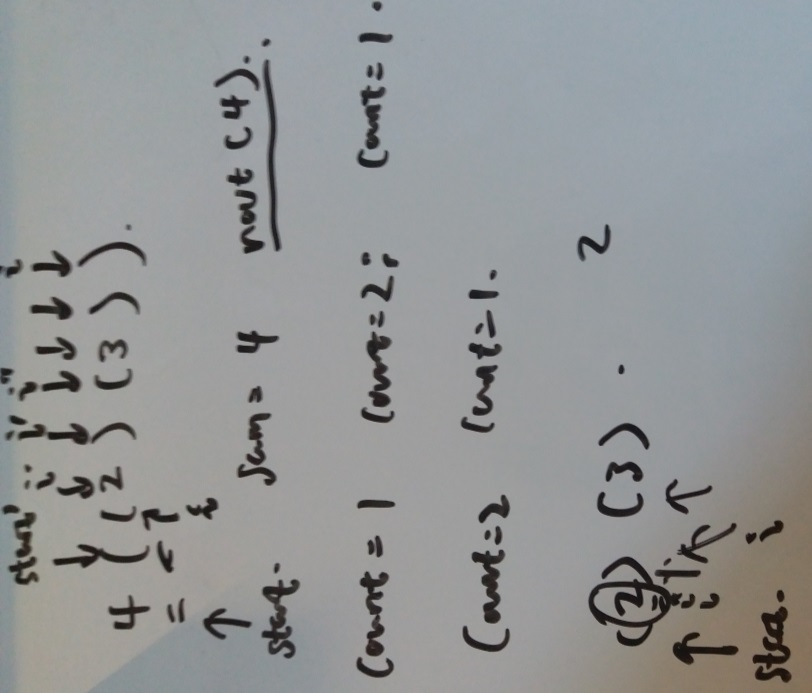 start
i i i i
4 ( (2) (3) ).
i
start. sum = 4 nout (4)..
Count = 1 Count = 2; Count = 1.
Count = 2 Count = 1.
(2) (3) . 2
i i
start.